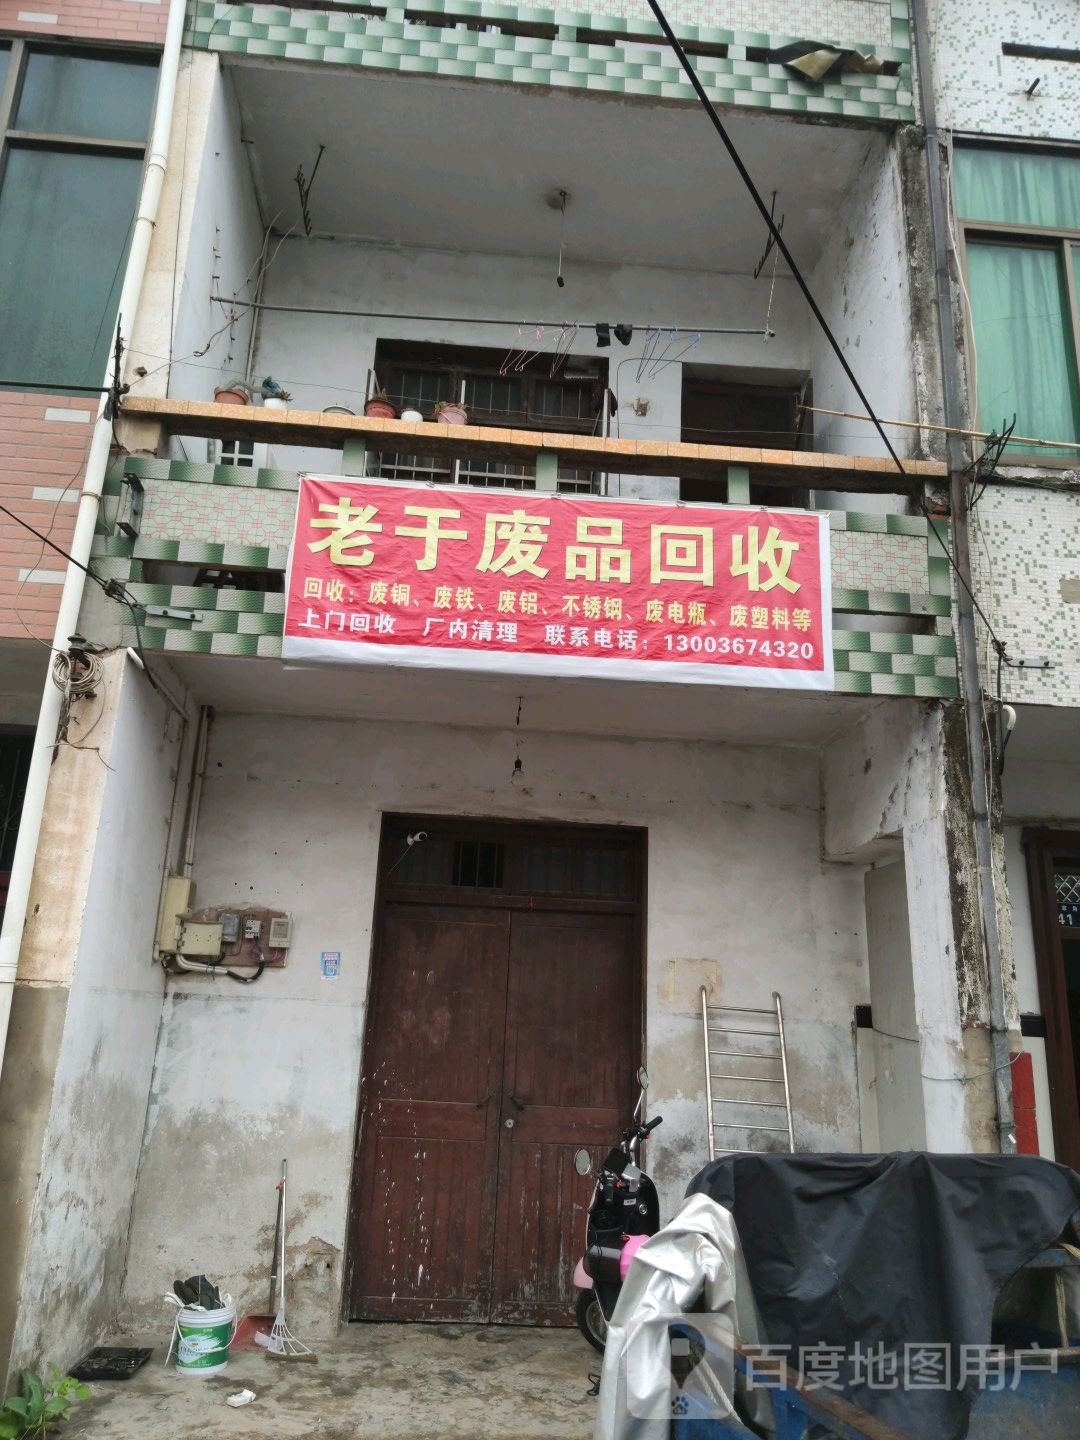 老于废品回收
回收：废铜、废铁、废铝、不锈钢、废电瓶、废塑料等
上门回收 厂内清理 联系电话：13003674320
41
百度地图用户